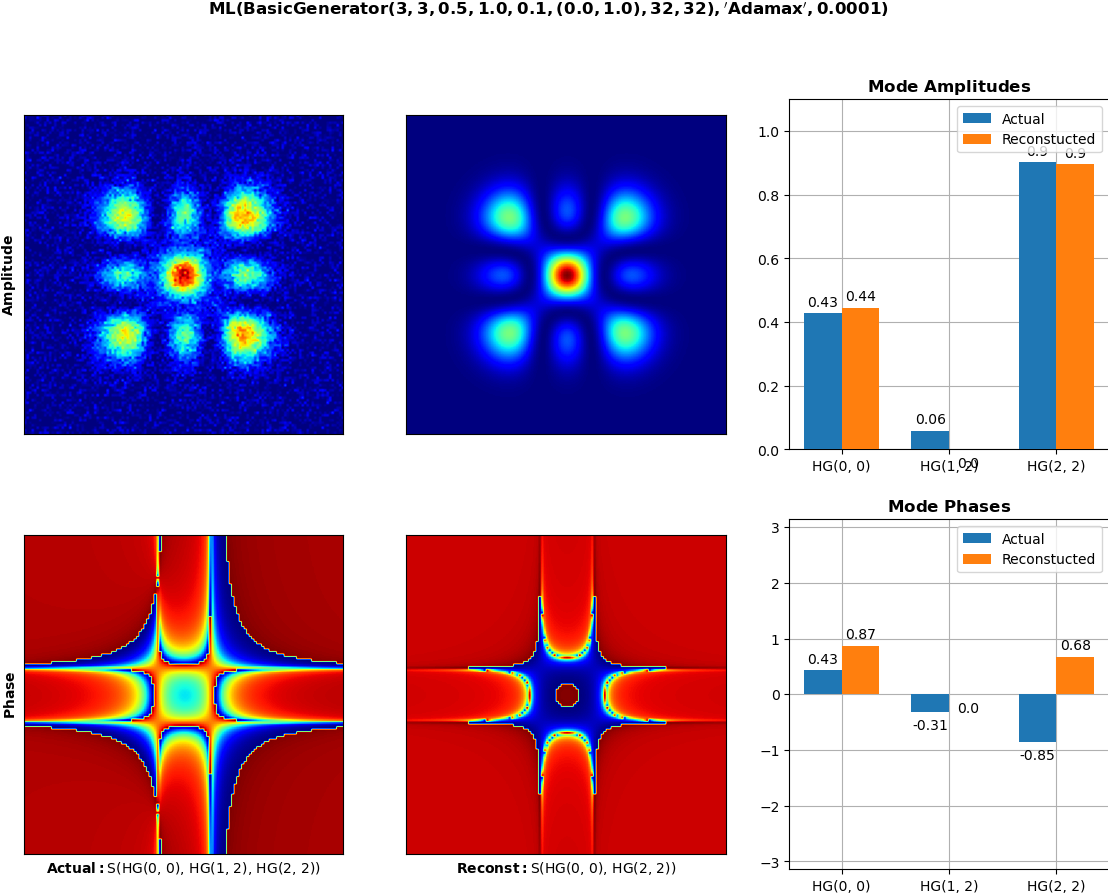 ML(BasicGenerator(3, 3, 0.5, 1.0, 0.1, (0.0, 1.0), 32, 32), ′Adamax′, 0.0001)
Mode Amplitudes
Actual
Reconstucted
1.0
0.8
0.6
0.4
0.2
0.0
0.43
0.44
0.06
0.0
0.9
0.9
HG(0, 0)
HG(1, 2)
HG(2, 2)
Amplitude
Mode Phases
Actual
Reconstucted
3
2
1
0
−1
−2
−3
0.43
0.87
-0.31
0.0
-0.85
0.68
HG(0, 0)
HG(1, 2)
HG(2, 2)
Phase
Actual: S(HG(0, 0), HG(1, 2), HG(2, 2))
Reconst: S(HG(0, 0), HG(2, 2))